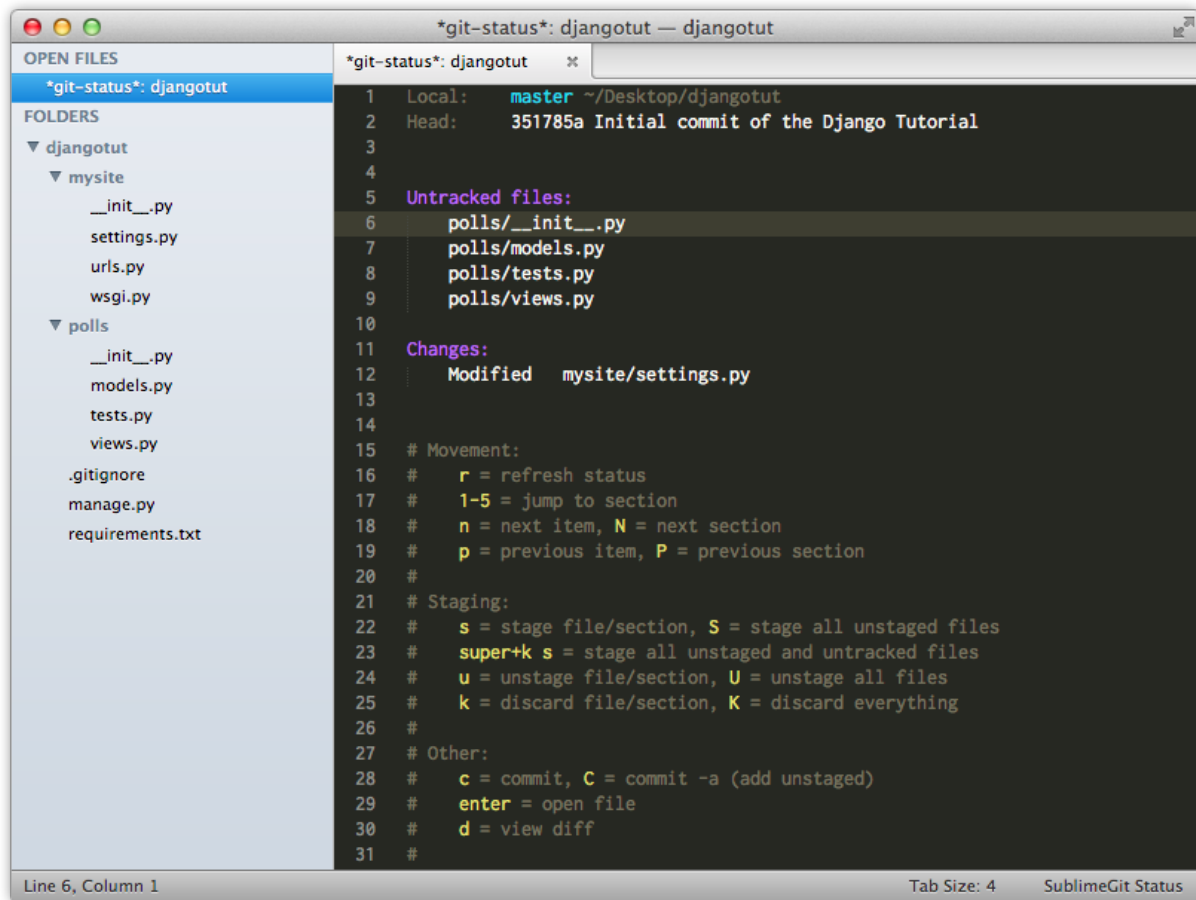 *git-status*: djangotut — djangotut
OPEN FILES
*git-status*: djangotut
FOLDERS
djangotut
mysite
__init__.py
settings.py
urls.py
wsgi.py
polls
__init__.py
models.py
tests.py
views.py
.gitignore
manage.py
requirements.txt
*git-status*: djangotut
1 Local: master ~/Desktop/djangotut
2 Head: 351785a Initial commit of the Django Tutorial
3
4
5 Untracked files:
6 polls/__init__.py
7 polls/models.py
8 polls/tests.py
9 polls/views.py
10
11 Changes:
12 Modified mysite/settings.py
13
14
15 # Movement:
16 # r = refresh status
17 # 1-5 = jump to section
18 # n = next item, N = next section
19 # p = previous item, P = previous section
20 #
21 # Staging:
22 # s = stage file/section, S = stage all unstaged files
23 # super+k s = stage all unstaged and untracked files
24 # u = unstage file/section, U = unstage all files
25 # k = discard file/section, K = discard everything
26 #
27 # Other:
28 # c = commit, C = commit -a (add unstaged)
29 # enter = open file
30 # d = view diff
31 #
Line 6, Column 1
Tab Size: 4
SublimeGit Status